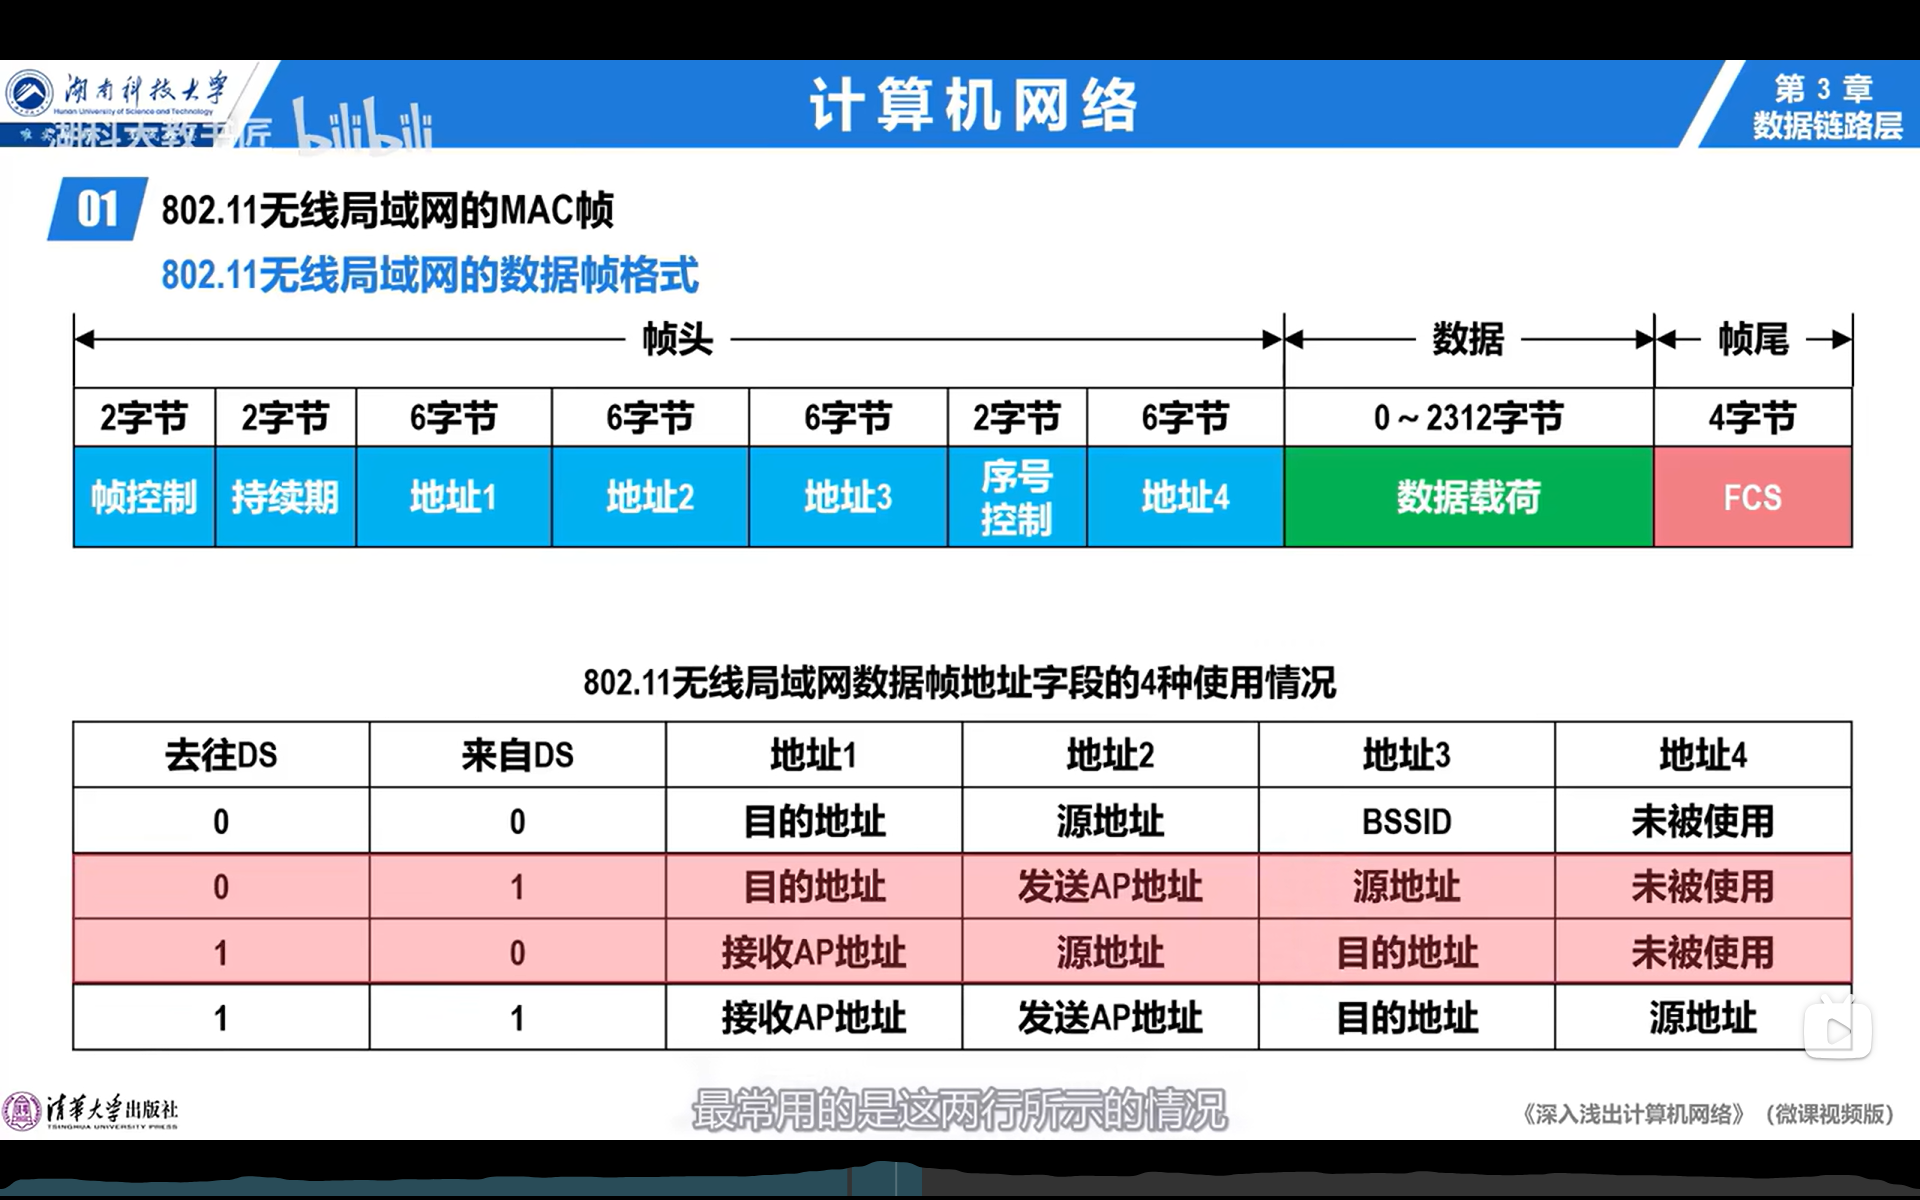 湖南科技大学
Hunan University of Science and Technology
湖科大教书匠
bilibili
计算机网络
第 3 章
数据链路层
01
802.11无线局域网的MAC帧
802.11无线局域网的数据帧格式
帧头 数据 帧尾
2字节 2字节 6字节 6字节 6字节 2字节 6字节 0～2312字节 4字节
帧控制 持续期 地址1 地址2 地址3 序号控制 地址4 数据载荷 FCS
802.11无线局域网数据帧地址字段的4种使用情况
去往DS 来自DS 地址1 地址2 地址3 地址4
0 0 目的地址 源地址 BSSID 未被使用
0 1 目的地址 发送AP地址 源地址 未被使用
1 0 接收AP地址 源地址 目的地址 未被使用
1 1 接收AP地址 发送AP地址 目的地址 源地址
最常用的是这两行所示的情况
清华大学出版社
TSINGHUA UNIVERSITY PRESS
《深入浅出计算机网络》（微课视频版）